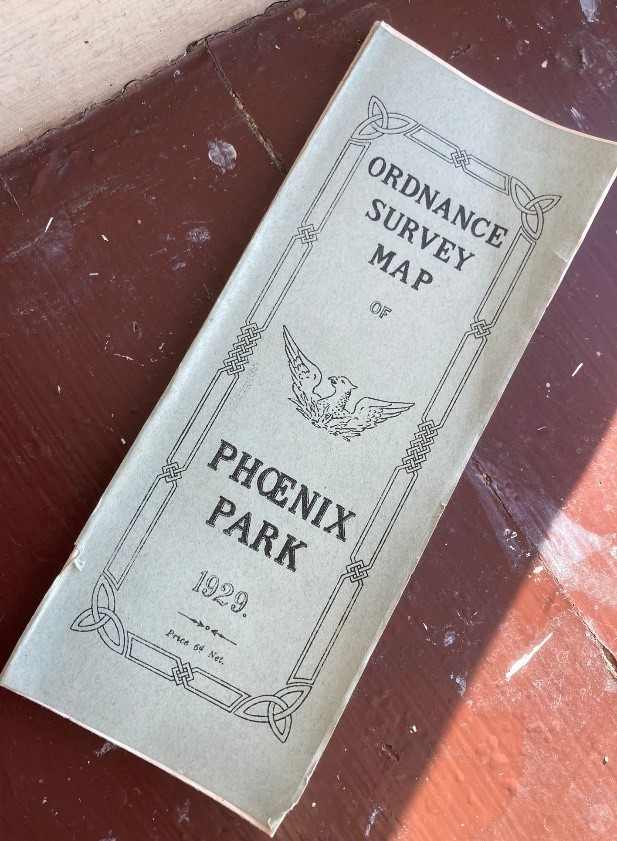 ORDNANCE
SURVEY
MAP
OF
PHŒNIX
PARK
1929.
Price 6d Net.